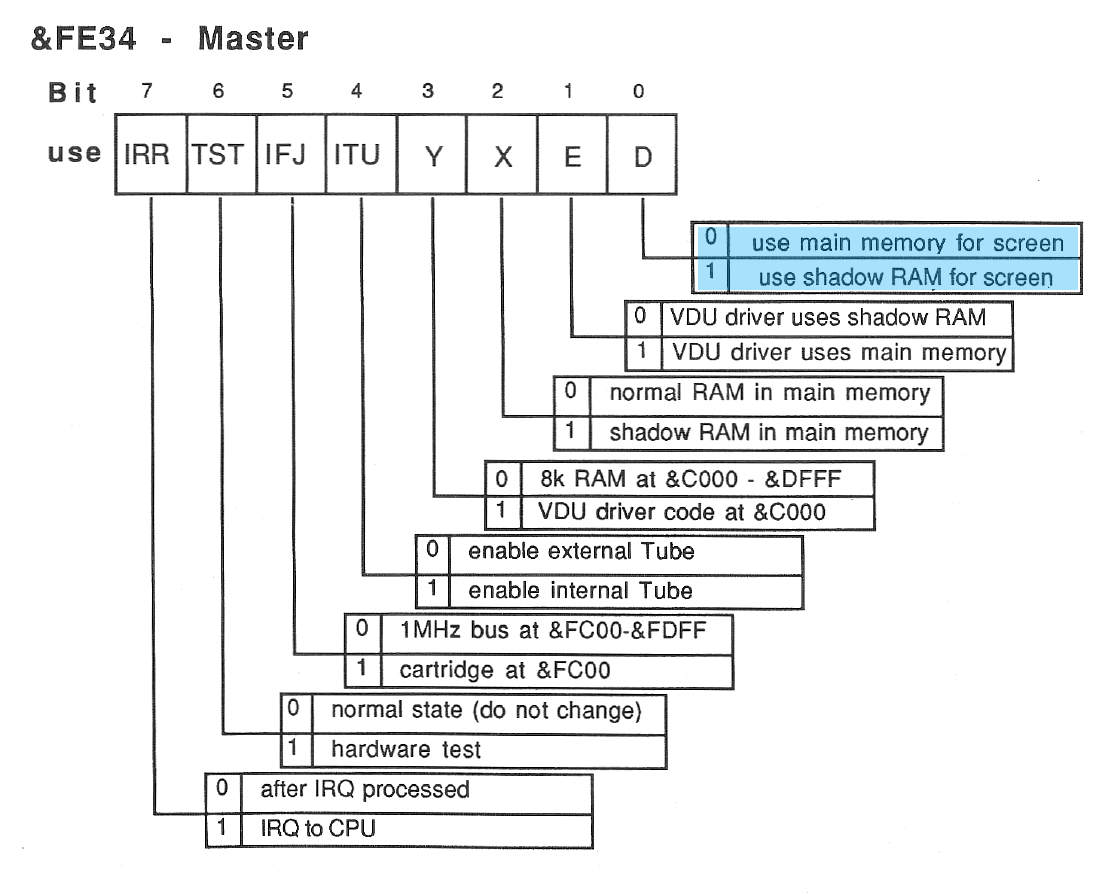 &FE34 - Master
Bit 7 6 5 4 3 2 1 0
use IRR TST IFJ ITU Y X E D
0 use main memory for screen
1 use shadow RAM for screen
0 VDU driver uses shadow RAM
1 VDU driver uses main memory
0 normal RAM in main memory
1 shadow RAM in main memory
0 8k RAM at &C000 - &DFFF
1 VDU driver code at &C000
0 enable external Tube
1 enable internal Tube
0 1MHz bus at &FC00-&FDFF
1 cartridge at &FC00
0 normal state (do not change)
1 hardware test
0 after IRQ processed
1 IRQ to CPU